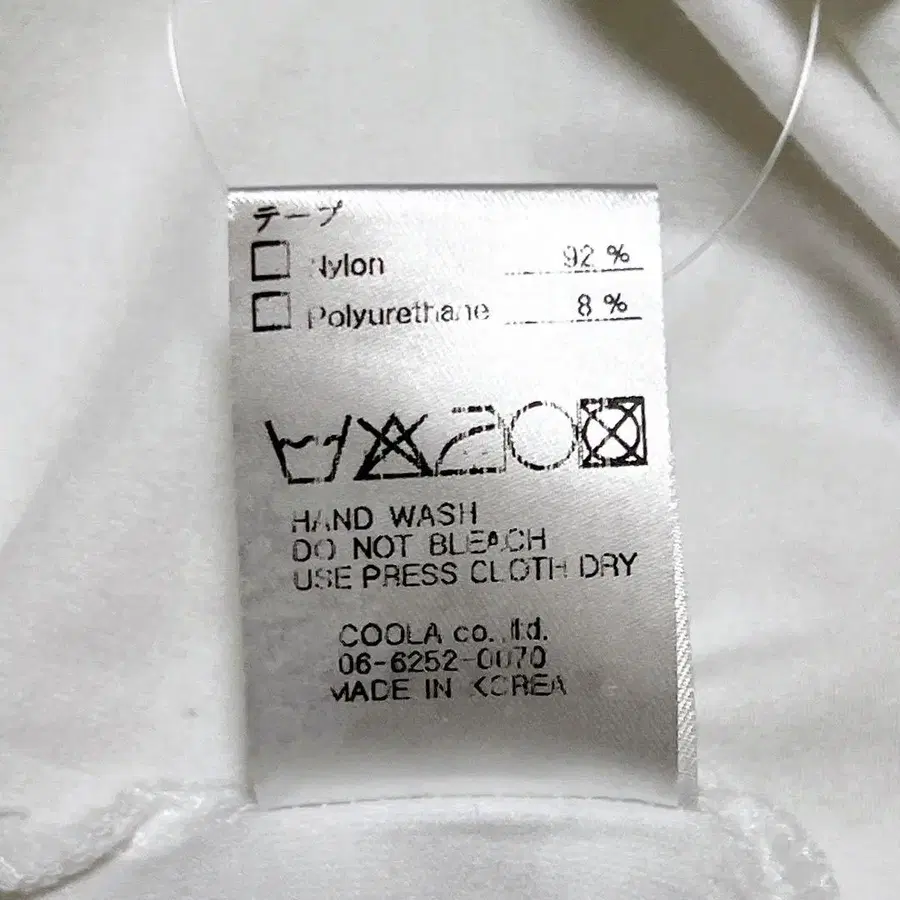 テープ
Nylon 92 %
Polyurethane 8 %
HAND WASH
DO NOT BLEACH
USE PRESS CLOTH DRY
COOLA co.,ltd.
06-6252-0070
MADE IN KOREA